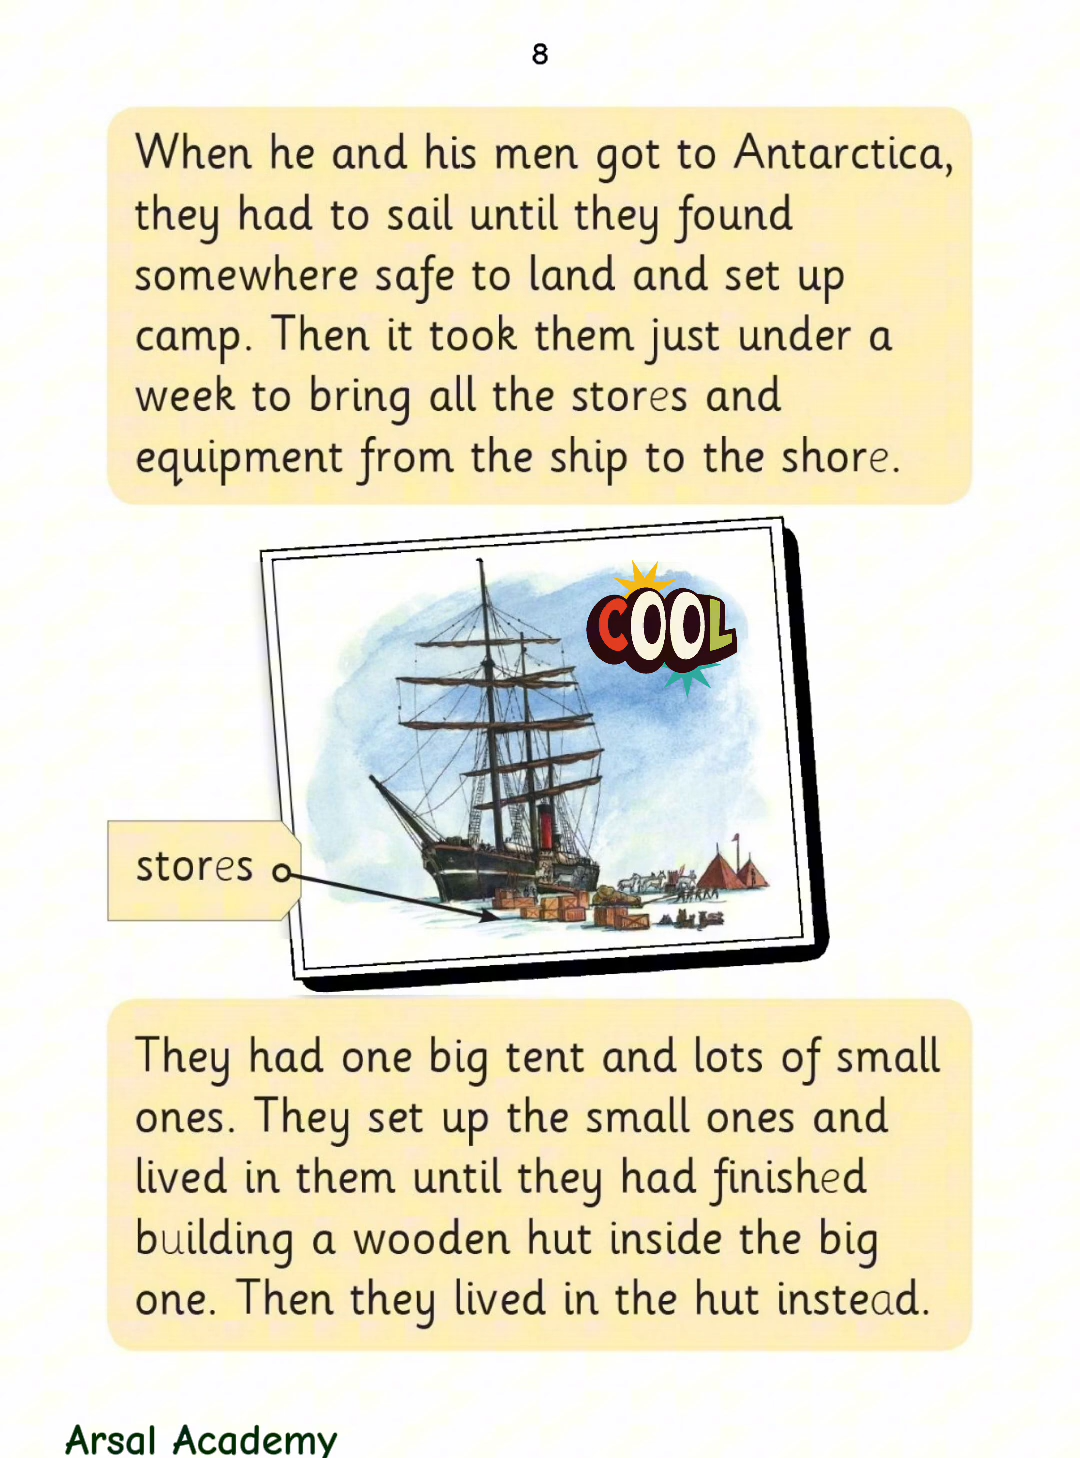 8
When he and his men got to Antarctica,
they had to sail until they found
somewhere safe to land and set up
camp. Then it took them just under a
week to bring all the stores and
equipment from the ship to the shore.
COOL
stores
They had one big tent and lots of small
ones. They set up the small ones and
lived in them until they had finished
building a wooden hut inside the big
one. Then they lived in the hut instead.
Arsal Academy